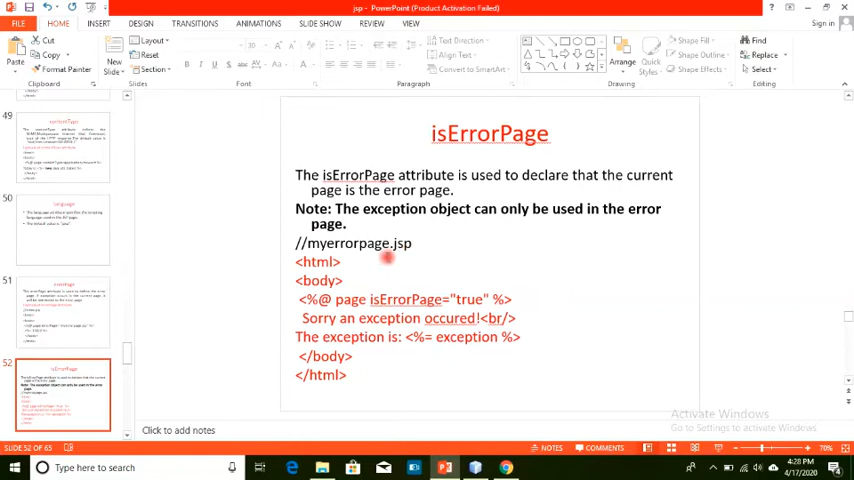 jsp - PowerPoint (Product Activation Failed)
FILE HOME INSERT DESIGN TRANSITIONS ANIMATIONS SLIDE SHOW REVIEW VIEW
Sign in
Cut
Copy
Format Painter
Paste
Clipboard
New
Slide
Layout
Reset
Section
Slides
Font
Text Direction
Align Text
Convert to SmartArt
Paragraph
Arrange
Quick
Styles
Shape Fill
Shape Outline
Shape Effects
Drawing
Find
Replace
Select
Editing
49
contentType
50
language
51
errorPage
52
isErrorPage
isErrorPage
The isErrorPage attribute is used to declare that the current
page is the error page.
Note: The exception object can only be used in the error
page.
//myerrorpage.jsp
<html>
<body>
<%@ page isErrorPage="true" %>
Sorry an exception occured!<br/>
The exception is: <%= exception %>
</body>
</html>
Activate Windows
Go to Settings to activate Windows.
Click to add notes
SLIDE 52 OF 65
NOTES
COMMENTS
70%
Type here to search
4:28 PM
4/17/2020